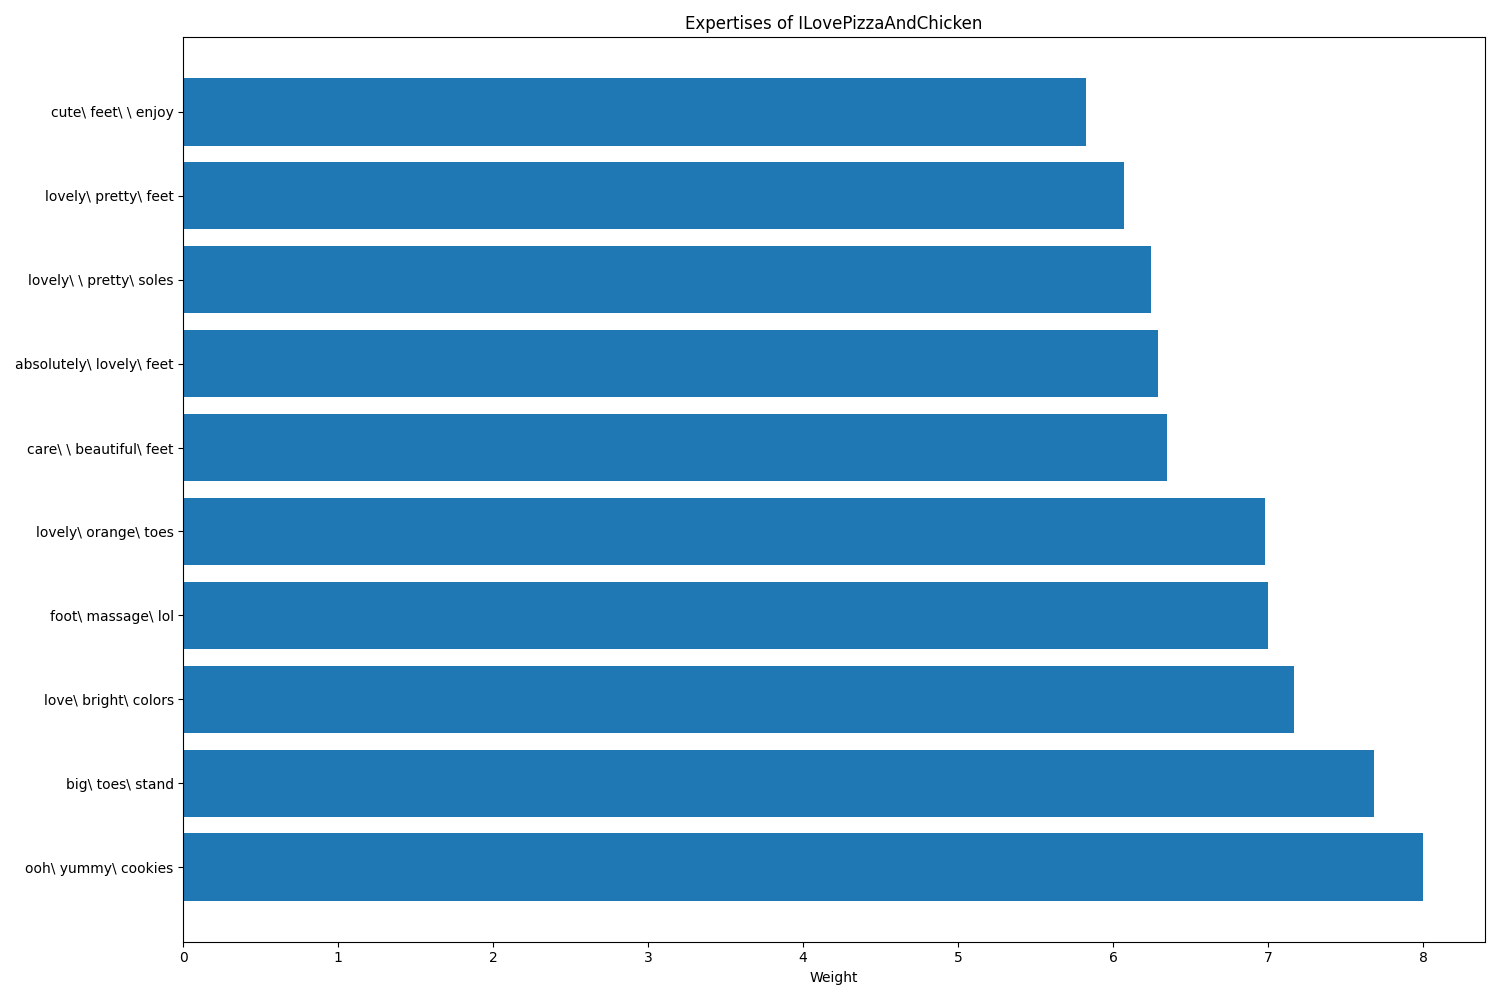 Expertises of ILovePizzaAndChicken
cute\ feet\ \ enjoy
lovely\ pretty\ feet
lovely\ \ pretty\ soles
absolutely\ lovely\ feet
care\ \ beautiful\ feet
lovely\ orange\ toes
foot\ massage\ lol
love\ bright\ colors
big\ toes\ stand
ooh\ yummy\ cookies
0 1 2 3 4 5 6 7 8
Weight